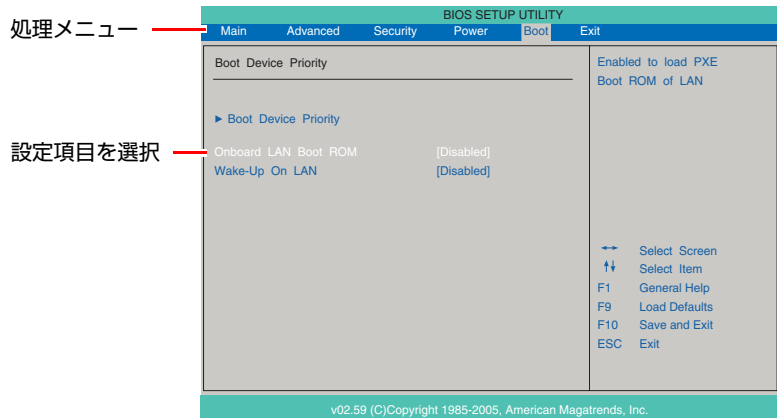 BIOS SETUP UTILITY
処理メニュー
Main Advanced Security Power Boot Exit
Boot Device Priority
Enabled to load PXE
Boot ROM of LAN
▶ Boot Device Priority
設定項目を選択
Onboard LAN Boot ROM [Disabled]
Wake-Up On LAN [Disabled]
↔ Select Screen
↑↓ Select Item
F1 General Help
F9 Load Defaults
F10 Save and Exit
ESC Exit
v02.59 (C)Copyright 1985-2005, American Magatrends, Inc.